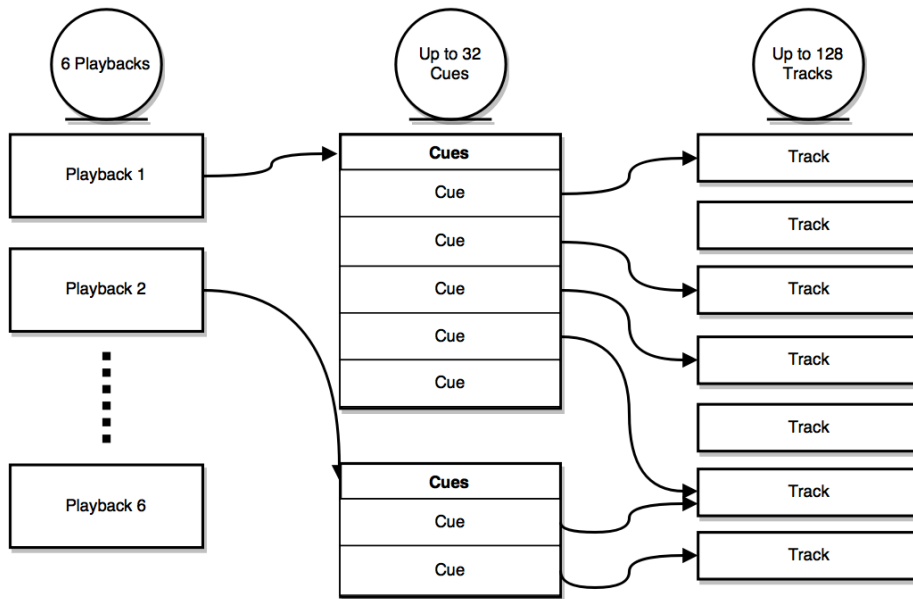 6 Playbacks
Up to 32
Cues
Up to 128
Tracks
Playback 1
Playback 2
Playback 6
Cues
Cue
Cue
Cue
Cue
Cue
Cues
Cue
Cue
Track
Track
Track
Track
Track
Track
Track